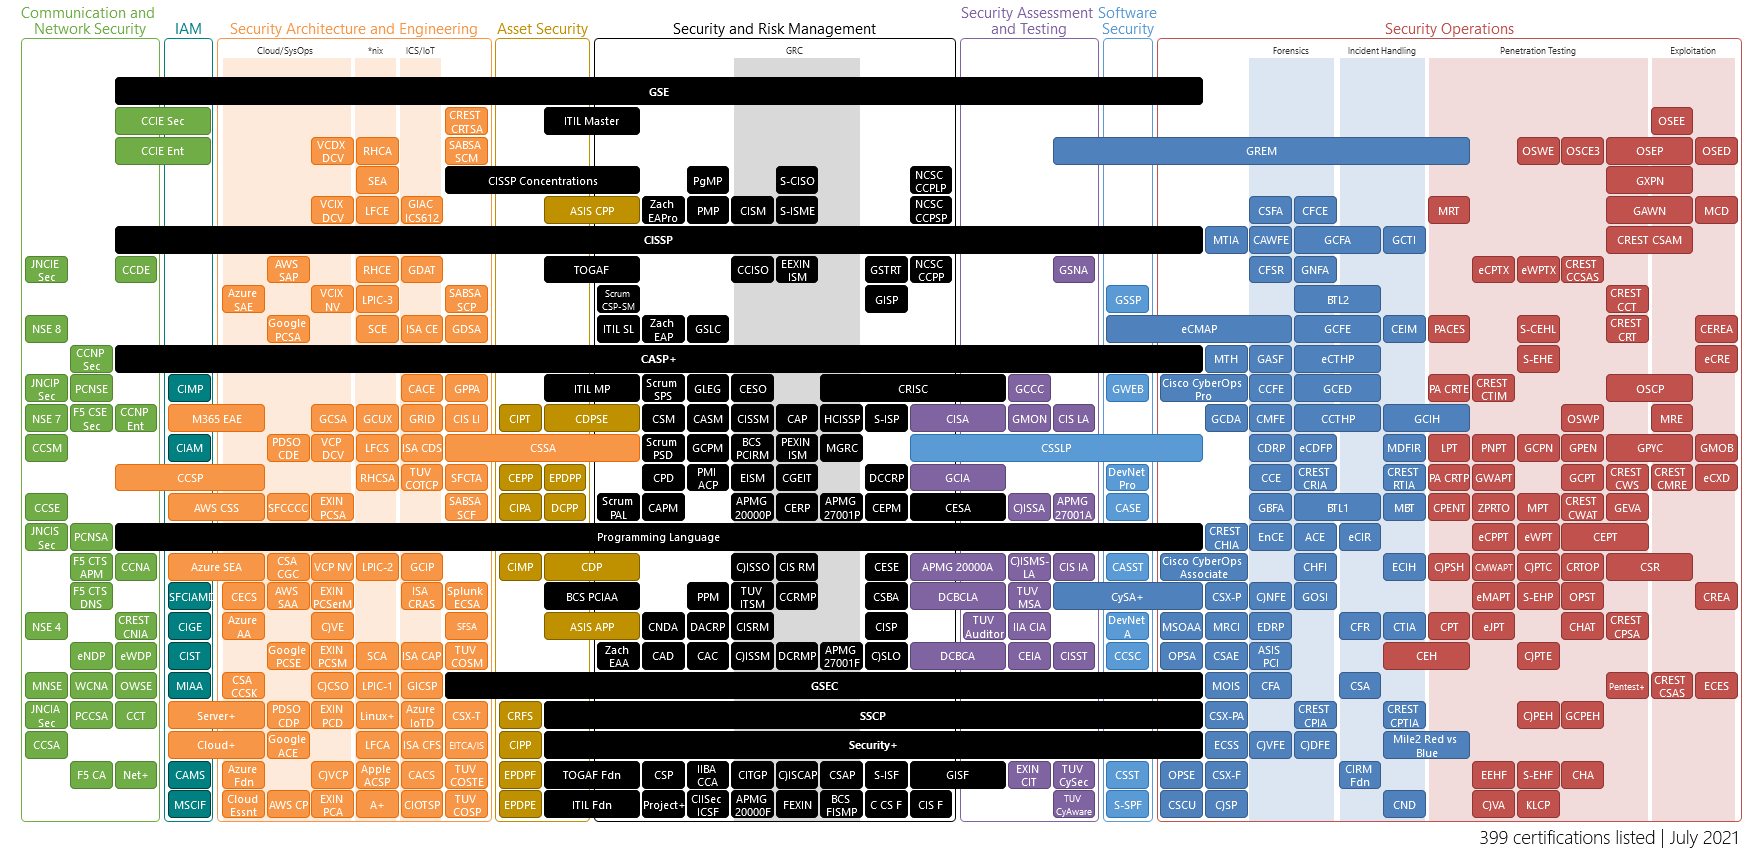 Communication and
Network Security
IAM
Security Architecture and Engineering
Asset Security
Security and Risk Management
Security Assessment
and Testing
Software
Security
Security Operations
Cloud/SysOps
*nix
ICS/IoT
GRC
Forensics
Incident Handling
Penetration Testing
Exploitation
GSE
CCIE Sec
CREST
CRTSA
ITIL Master
OSEE
CCIE Ent
VCDX
DCV
RHCA
SABSA
SCM
GREM
OSWE
OSCE3
OSEP
OSED
SEA
CISSP Concentrations
PgMP
S-CISO
NCSC
CCPLP
GXPN
VCIX
DCV
LFCE
GIAC
ICS612
ASIS CPP
Zach
EAPro
PMP
CISM
S-ISME
NCSC
CCPSP
CSFA
CFCE
MRT
GAWN
MCD
CISSP
MTIA
CAWFE
GCFA
GCTI
CREST CSAM
JNCIE
Sec
CCDE
AWS
SAP
RHCE
GDAT
TOGAF
CCISO
EEXIN
ISM
GSTRT
NCSC
CCPP
GSNA
CFSR
GNFA
eCPTX
eWPTX
CREST
CCSAS
Azure
SAE
VCIX
NV
LPIC-3
SABSA
SCP
Scrum
CSP-SM
GISP
GSSP
BTL2
CREST
CCT
NSE 8
Google
PCSA
SCE
ISA CE
GDSA
ITIL SL
Zach
EAP
GSLC
eCMAP
GCFE
CEIM
PACES
S-CEHL
CREST
CRT
CEREA
CCNP
Sec
CASP+
MTH
GASF
eCTHP
S-EHE
eCRE
JNCIP
Sec
PCNSE
CIMP
CACE
GPPA
ITIL MP
Scrum
SPS
GLEG
CESO
CRISC
GCCC
GWEB
Cisco CyberOps
Pro
CCFE
GCED
PA CRTE
CREST
CTIM
OSCP
NSE 7
F5 CSE
Sec
CCNP
Ent
M365 EAE
GCSA
GCUX
GRID
CIS LI
CIPT
CDPSE
CSM
CASM
CISSM
CAP
HCISSP
S-ISP
CISA
GMON
CIS LA
GCDA
CMFE
CCTHP
GCIH
OSWP
MRE
CCSM
CIAM
PDSO
CDE
VCP
DCV
LFCS
ISA CDS
CSSA
Scrum
PSD
GCPM
BCS
PCIRM
PEXIN
ISM
MGRC
CSSLP
CDRP
eCDFP
MDFIR
LPT
PNPT
GCPN
GPEN
GPYC
GMOB
CCSP
RHCSA
TUV
COTCP
SFCTA
CEPP
EPDPP
CPD
PMI
ACP
EISM
CGEIT
DCCRP
GCIA
DevNet
Pro
CCE
CREST
CRIA
CREST
RTIA
PA CRTP
GWAPT
GCPT
CREST
CWS
CREST
CMRE
eCXD
CCSE
AWS CSS
SFCCCC
EXIN
PCSA
SABSA
SCF
CIPA
DCPP
Scrum
PAL
CAPM
APMG
20000P
CERP
APMG
27001P
CEPM
CESA
CJISSA
APMG
27001A
CASE
GBFA
BTL1
MBT
CPENT
ZPRTO
MPT
CREST
CWAT
GEVA
JNCIS
Sec
PCNSA
Programming Language
CREST
CHIA
EnCE
ACE
eCIR
eCPPT
eWPT
CEPT
F5 CTS
APM
CCNA
Azure SEA
CSA
CGC
VCP NV
LPIC-2
GCIP
CIMP
CDP
CJISSO
CIS RM
CESE
APMG 20000A
CJISMS-
LA
CIS IA
CASST
Cisco CyberOps
Associate
CHFI
ECIH
CJPSH
CMWAPT
CJPTC
CRTOP
CSR
F5 CTS
DNS
SFCIAMD
CECS
AWS
SAA
EXIN
PCSerM
ISA
CRAS
Splunk
ECSA
BCS PCIAA
PPM
TUV
ITSM
CCRMP
CSBA
DCBCLA
TUV
MSA
CySA+
CSX-P
CJNFE
GOSI
eMAPT
S-EHP
OPST
CREA
NSE 4
CREST
CNIA
CIGE
Azure
AA
CJVE
SFSA
ASIS APP
CNDA
DACRP
CISRM
CISP
TUV
Auditor
IIA CIA
DevNet
A
MSOAA
MRCI
EDRP
CFR
CTIA
CPT
eJPT
CHAT
CREST
CPSA
eNDP
eWDP
CIST
Google
PCSE
EXIN
PCSM
SCA
ISA CAP
TUV
COSM
Zach
EAA
CAD
CAC
CJISSM
DCRMP
APMG
27001F
CJSLO
DCBCA
CEIA
CISST
CCSC
OPSA
CSAE
ASIS
PCI
CEH
CJPTE
MNSE
WCNA
OWSE
MIAA
CSA
CCSK
CJCSO
LPIC-1
GICSP
GSEC
MOIS
CFA
CSA
Pentest+
CREST
CSAS
ECES
JNCIA
Sec
PCCSA
CCT
Server+
PDSO
CDP
EXIN
PCD
Linux+
Azure
IoTD
CSX-T
CRFS
SSCP
CSX-PA
CREST
CPIA
CREST
CPTIA
CJPEH
GCPEH
CCSA
Cloud+
Google
ACE
LFCA
ISA CFS
EITCA/IS
CIPP
Security+
ECSS
CJVFE
CJDFE
Mile2 Red vs
Blue
F5 CA
Net+
CAMS
Azure
Fdn
CJVCP
Apple
ACSP
CACS
TUV
COSTE
EPDPF
TOGAF Fdn
CSP
IIBA
CCA
CITGP
CJISCAP
CSAP
S-ISF
GISF
EXIN
CIT
TUV
CySec
CSST
OPSE
CSX-F
CIRM
Fdn
EEHF
S-EHF
CHA
MSCIF
Cloud
Essnt
AWS CP
EXIN
PCA
A+
CIOTSP
TUV
COSP
EPDPE
ITIL Fdn
Project+
CIISec
ICSF
APMG
20000F
FEXIN
BCS
FISMP
C CS F
CIS F
TUV
CyAware
S-SPF
CSCU
CJSP
CND
CJVA
KLCP
399 certifications listed | July 2021